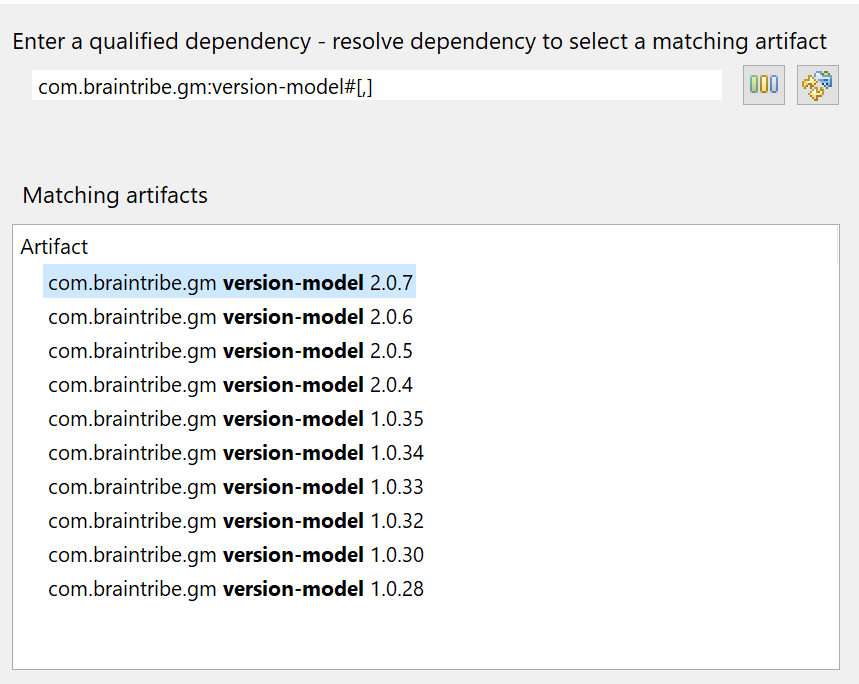 Enter a qualified dependency - resolve dependency to select a matching artifact
com.braintribe.gm:version-model#[,]
Matching artifacts
Artifact
com.braintribe.gm version-model 2.0.7
com.braintribe.gm version-model 2.0.6
com.braintribe.gm version-model 2.0.5
com.braintribe.gm version-model 2.0.4
com.braintribe.gm version-model 1.0.35
com.braintribe.gm version-model 1.0.34
com.braintribe.gm version-model 1.0.33
com.braintribe.gm version-model 1.0.32
com.braintribe.gm version-model 1.0.30
com.braintribe.gm version-model 1.0.28